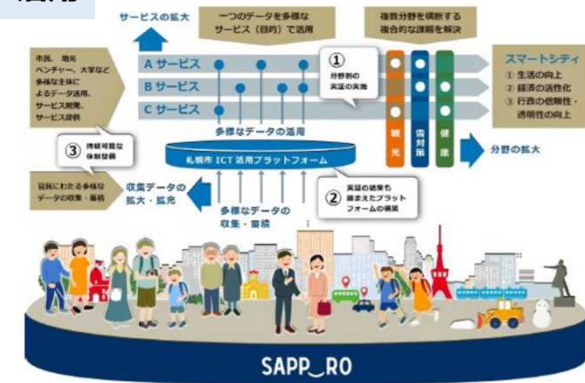 活用
サービスの拡大
一つのデータを多様な
サービス（目的）で活用
複数分野を横断する
複合的な課題を解決
市民、 地元
ベンチャー、大学など
多様な主体に
よるデータ活用、
サービス開発、
サービス提供
A サービス
B サービス
C サービス
①
分野別の
実証の実施
観光
雪対策
健康
スマートシティ
① 生活の向上
② 経済の活性化
③ 行政の信頼性・
透明性の向上
多様なデータの活用
③
持続可能な
体制整備
札幌市 ICT 活用プラットフォーム
分野の拡大
官民にわたる多様な
データの収集・蓄積
収集データの
拡大・拡充
多様なデータの
収集・蓄積
②
実証の結果も
踏まえたプラット
フォームの構築
SAPP_RO